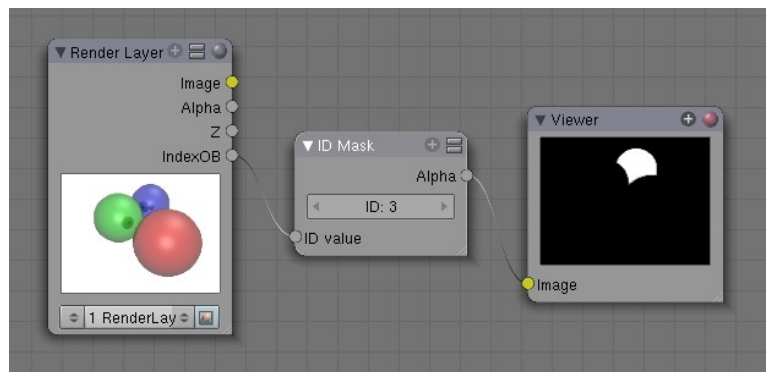 Render Layer
Image
Alpha
Z
IndexOB
1 RenderLay
ID Mask
Alpha
ID: 3
ID value
Viewer
Image